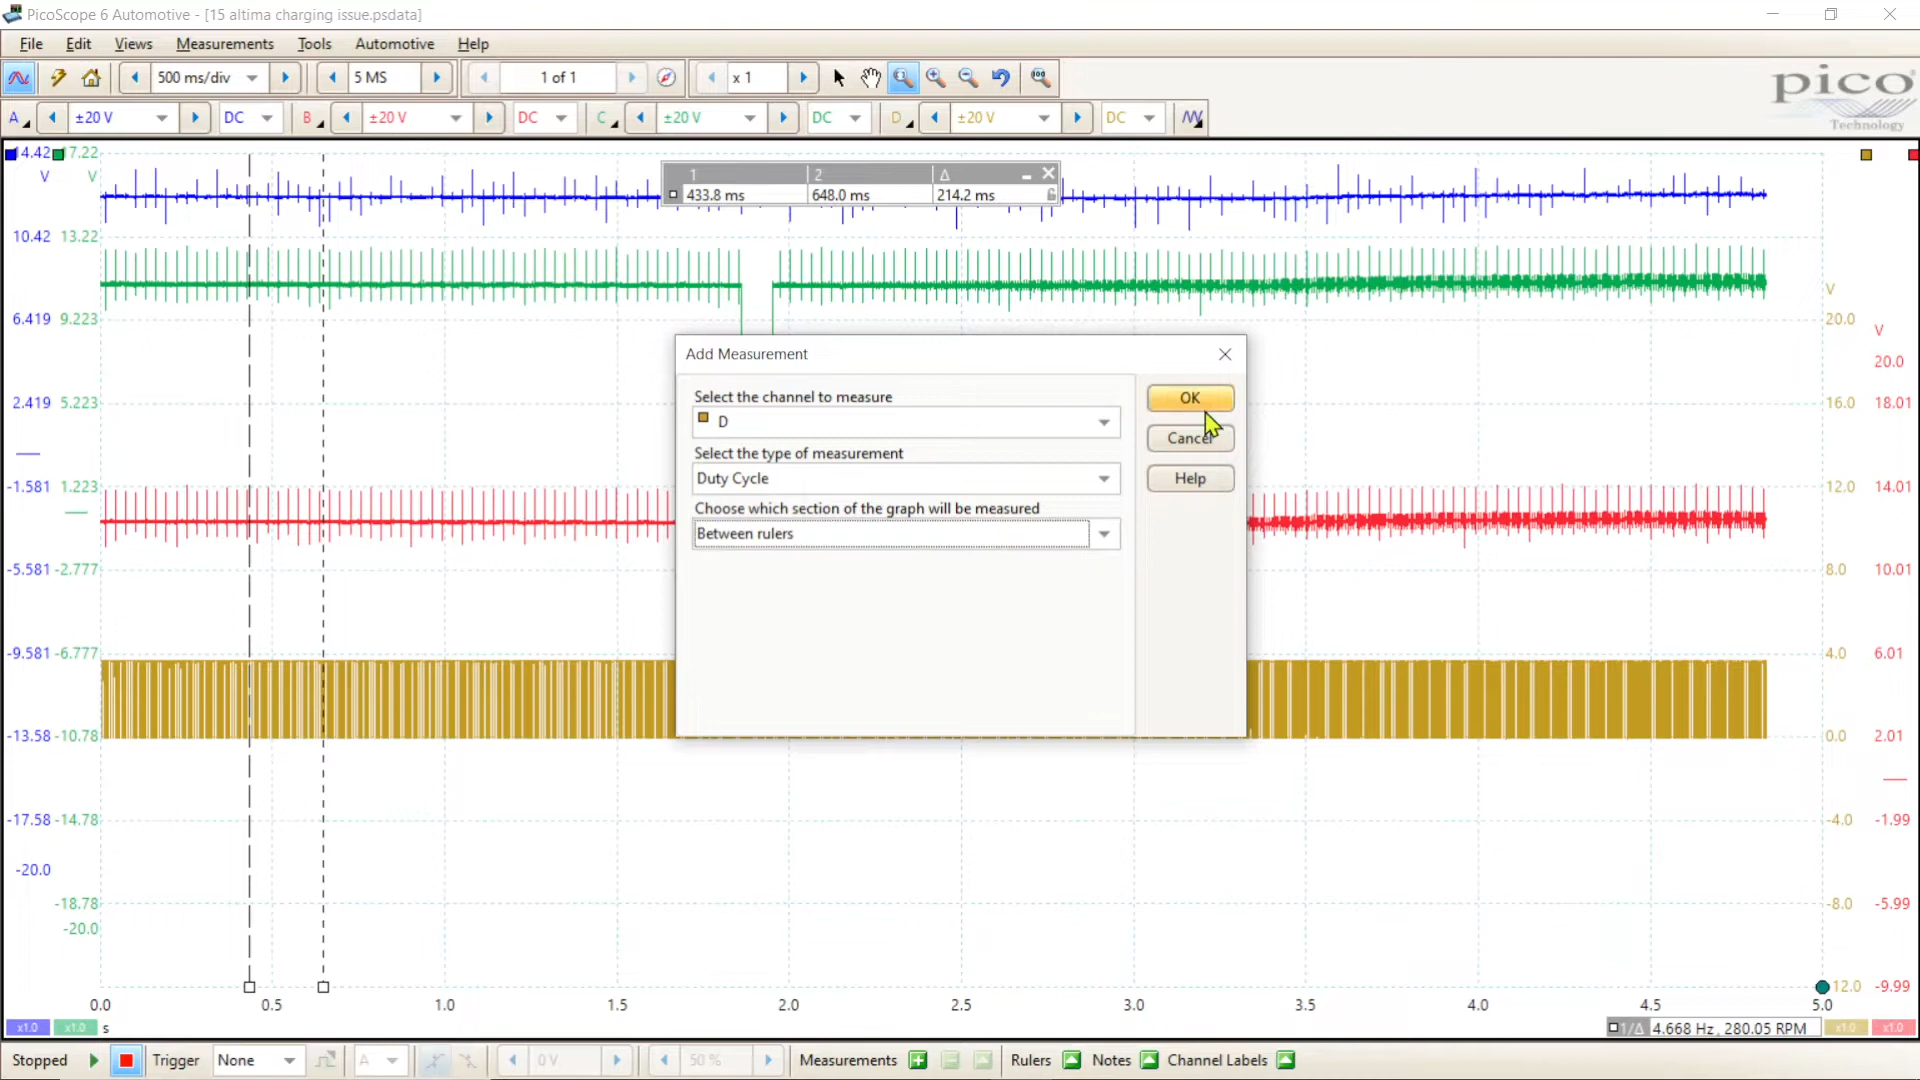 PicoScope 6 Automotive - [15 altima charging issue.psdata]
File Edit Views Measurements Tools Automotive Help
500 ms/div 5 MS 1 of 1 x 1
A ±20 V DC B ±20 V DC C ±20 V DC D ±20 V DC
pico
Technology
14.42 17.22
V V
1 2 Δ
433.8 ms 648.0 ms 214.2 ms
10.42 13.22
V
6.419 9.223 20.0
V
Add Measurement
20.0
Select the channel to measure
OK
D
2.419 5.223 16.0 18.01
Cancel
Select the type of measurement
Duty Cycle
Help
-1.581 1.223 12.0 14.01
Choose which section of the graph will be measured
Between rulers
-5.581 -2.777 8.0 10.01
-9.581 -6.777 4.0 6.01
-13.58 -10.78 0.0 2.01
-17.58 -14.78 -4.0 -1.99
-20.0
-18.78 -8.0 -5.99
-20.0
12.0 -9.99
0.0 0.5 1.0 1.5 2.0 2.5 3.0 3.5 4.0 4.5 5.0
x1.0 x1.0 s 1/Δ 4.668 Hz, 280.05 RPM x1.0 x1.0
Stopped Trigger None A 0 V 50 % Measurements Rulers Notes Channel Labels